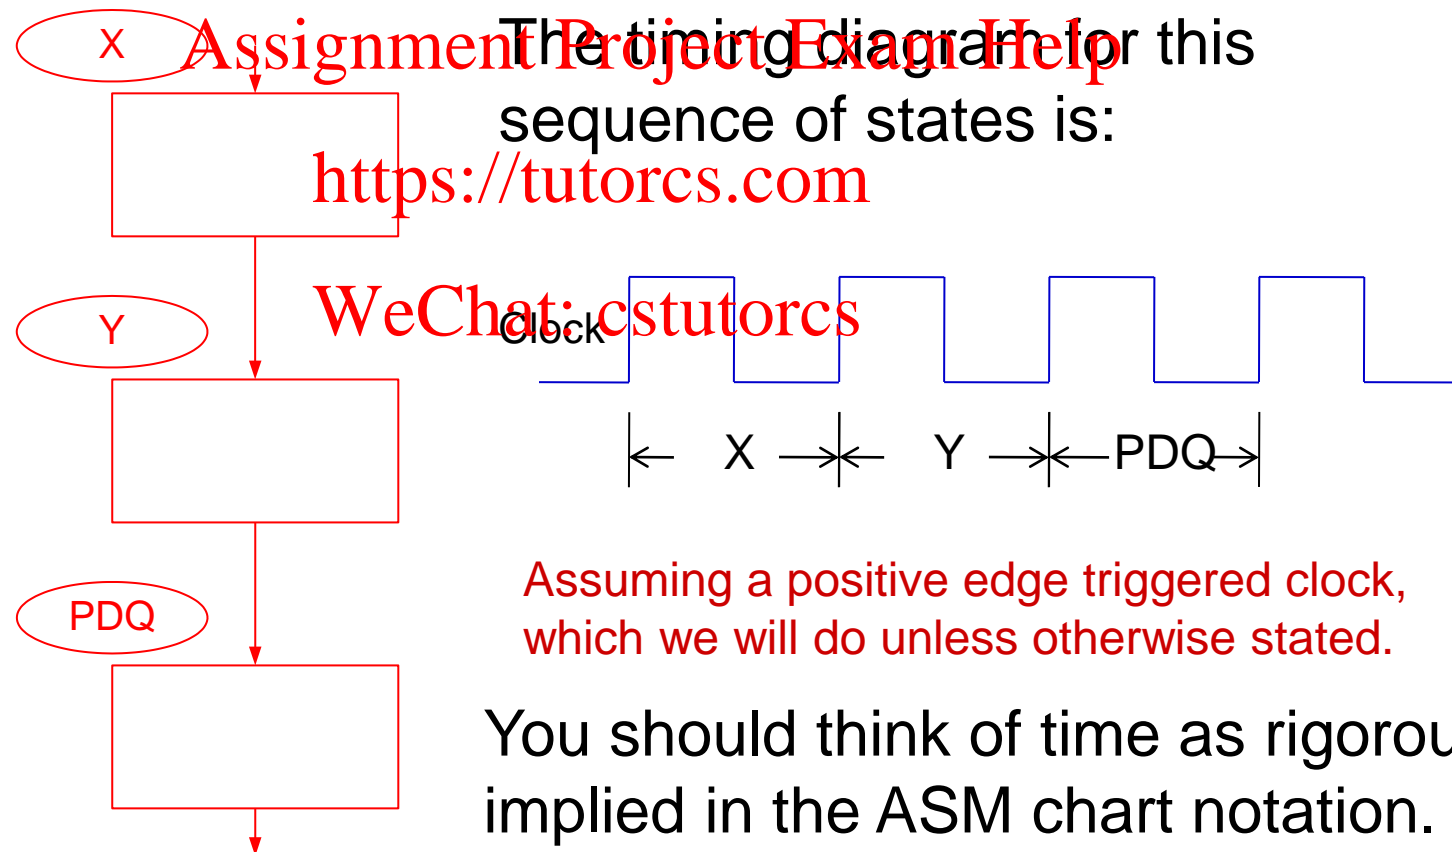 X
Assignment Project Exam Help
The timing diagram for this
sequence of states is:
https://tutorcs.com
WeChat: cstutorcs
Clock
Y
X Y PDQ
Assuming a positive edge triggered clock,
which we will do unless otherwise stated.
PDQ
You should think of time as rigorou
implied in the ASM chart notation.